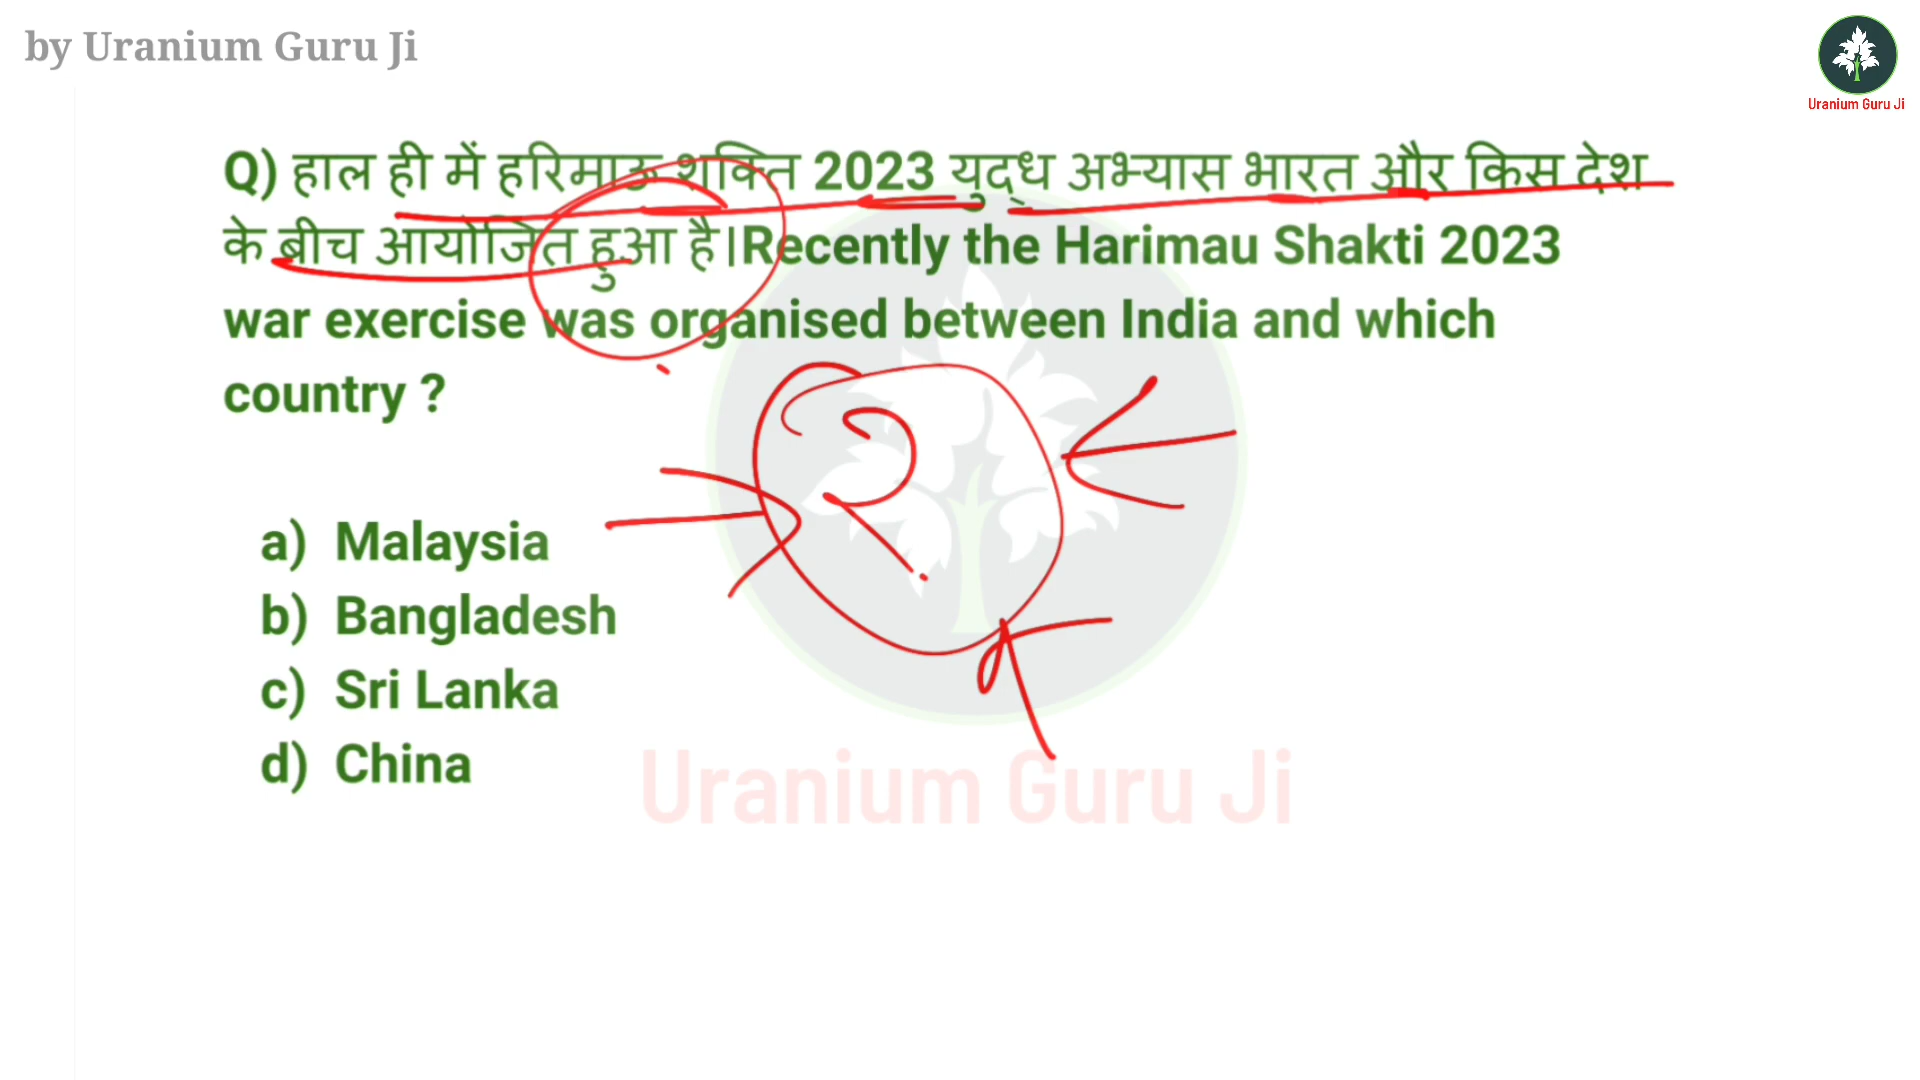 by Uranium Guru Ji
Uranium Guru Ji
Q) हाल ही में हरिमाऊ शक्ति 2023 युद्ध अभ्यास भारत और किस देश
के बीच आयोजित हुआ है।Recently the Harimau Shakti 2023
war exercise was organised between India and which
country ?
a) Malaysia
b) Bangladesh
c) Sri Lanka
d) China
Uranium Guru Ji